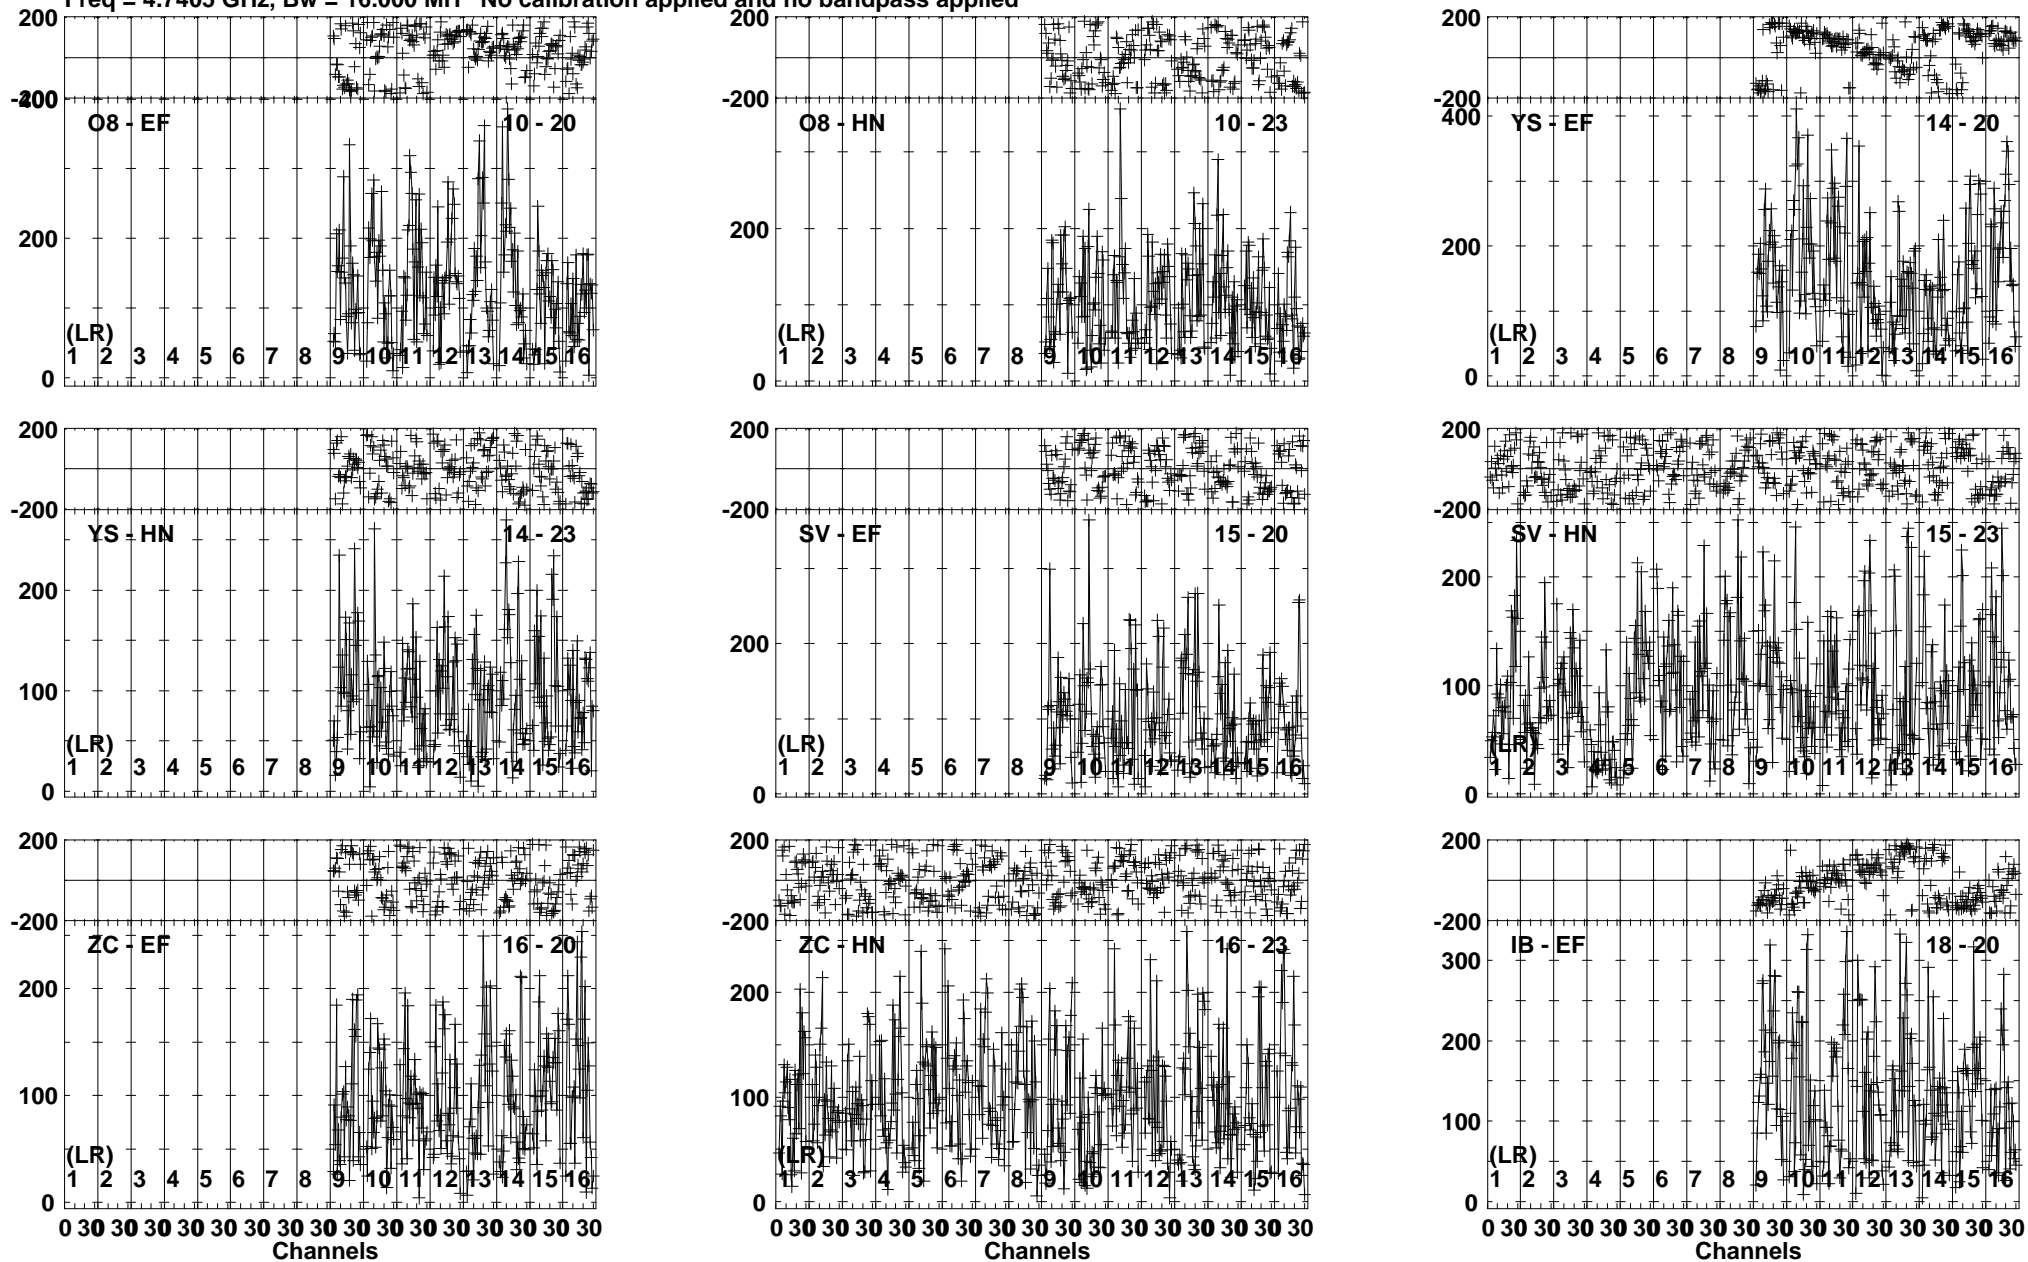 Freq = 4.7405 GHz, Bw = 16.000 MH No calibration applied and no bandpass applied
200 200 200
-200 -200 -200
400 400
O8 - EF 10 - 20 O8 - HN 10 - 23 YS - EF 14 - 20
200 200 200
(LR) (LR) (LR)
1 2 3 4 5 6 7 8 9 10 11 12 13 14 15 16 1 2 3 4 5 6 7 8 9 10 11 12 13 14 15 16 1 2 3 4 5 6 7 8 9 10 11 12 13 14 15 16
0 0 0
200 200 200
-200 -200 -200
YS - HN 14 - 23 SV - EF 15 - 20 SV - HN 15 - 23
200 200 200
100 100
(LR) (LR) (LR)
1 2 3 4 5 6 7 8 9 10 11 12 13 14 15 16 1 2 3 4 5 6 7 8 9 10 11 12 13 14 15 16 1 2 3 4 5 6 7 8 9 10 11 12 13 14 15 16
0 0 0
200 200 200
-200 -200 -200
ZC - EF 16 - 20 ZC - HN 16 - 23 IB - EF 18 - 20
300
200 200 200
100 100 100
(LR) (LR) (LR)
1 2 3 4 5 6 7 8 9 10 11 12 13 14 15 16 1 2 3 4 5 6 7 8 9 10 11 12 13 14 15 16 1 2 3 4 5 6 7 8 9 10 11 12 13 14 15 16
0 0 0
0 30 30 30 30 30 30 30 30 30 30 30 30 30 30 30 30 0 30 30 30 30 30 30 30 30 30 30 30 30 30 30 30 30 0 30 30 30 30 30 30 30 30 30 30 30 30 30 30 30 30
Channels Channels Channels